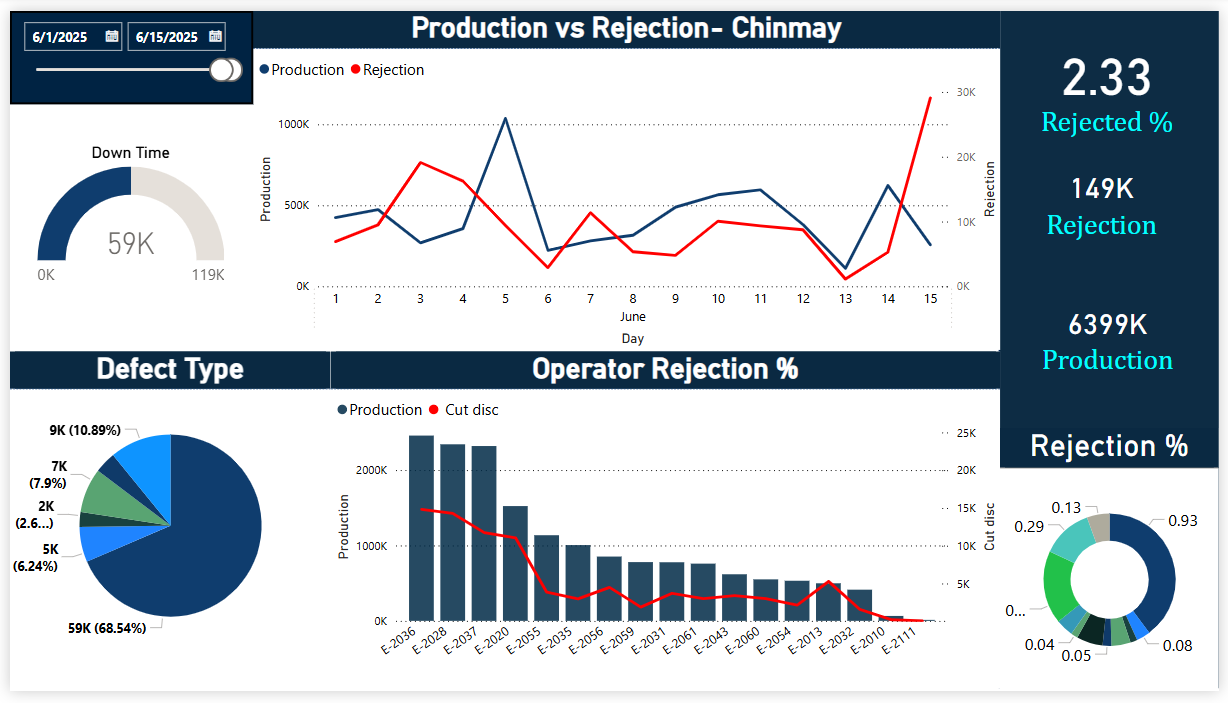 6/1/2025 6/15/2025
Production vs Rejection- Chinmay
Production Rejection
Down Time
59K
0K 119K
Production
1000K
500K
0K
30K
20K
10K
0K
Rejection
1 2 3 4 5 6 7 8 9 10 11 12 13 14 15
June
Day
2.33
Rejected %
149K
Rejection
6399K
Production
Defect Type
9K (10.89%)
7K
(7.9%)
2K
(2.6...)
5K
(6.24%)
59K (68.54%)
Operator Rejection %
Production Cut disc
Production
2000K
1000K
0K
25K
20K
15K
10K
5K
Cut disc
E-2036 E-2028 E-2037 E-2020 E-2055 E-2035 E-2056 E-2059 E-2031 E-2061 E-2043 E-2060 E-2054 E-2013 E-2032 E-2010 E-2111
Rejection %
0.13
0.93
0.29
0...
0.04
0.05
0.08